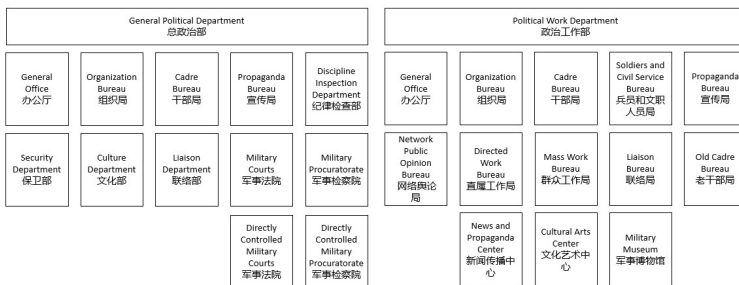 General Political Department
总政治部
General
Office
办公厅
Organization
Bureau
组织局
Cadre
Bureau
干部局
Propaganda
Bureau
宣传局
Discipline
Inspection
Department
纪律检查部
Security
Department
保卫部
Culture
Department
文化部
Liaison
Department
联络部
Military
Courts
军事法院
Military
Procuratorate
军事检察院
Directly
Controlled
Military
Courts
军事法院
Directly
Controlled
Military
Procuratorate
军事检察院
Political Work Department
政治工作部
General
Office
办公厅
Organization
Bureau
组织局
Cadre
Bureau
干部局
Soldiers and
Civil Service
Bureau
兵员和文职
人员局
Propaganda
Bureau
宣传局
Network
Public
Opinion
Bureau
网络舆论
局
Directed
Work
Bureau
直属工作局
Mass Work
Bureau
群众工作局
Liaison
Bureau
联络局
Old Cadre
Bureau
老干部局
News and
Propaganda
Center
新闻传播中
心
Cultural Arts
Center
文化艺术中
心
Military
Museum
军事博物馆